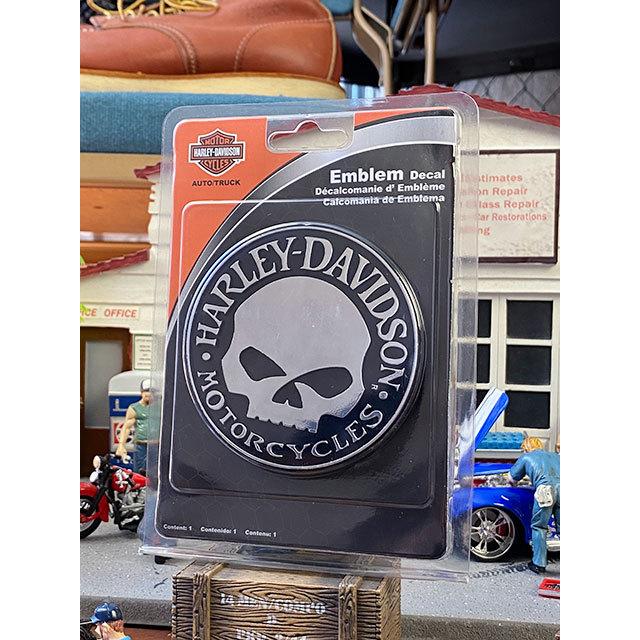 MOTOR
HARLEY-DAVIDSON
CYCLES
AUTO/TRUCK
Emblem Decal
Décalcomanie d' Emblème
Calcomania de Emblema
HARLEY-DAVIDSON
MOTORCYCLES
R
Content: 1 Contenido: 1 Contenu: 1
Estimates
Repair
Glass Repair
Car Restorations
OFFICE